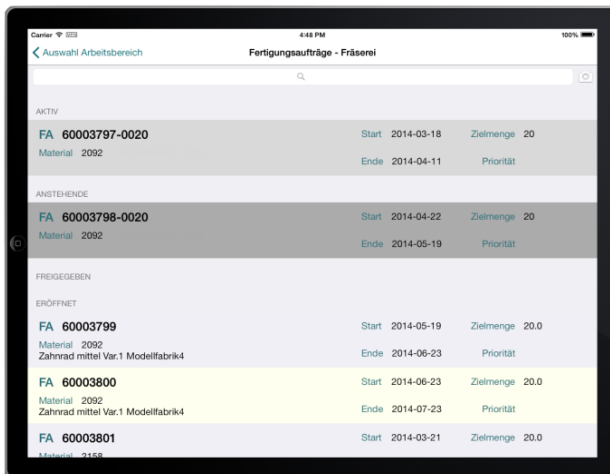 Carrier 4:48 PM 100%
Auswahl Arbeitsbereich Fertigungsaufträge - Fräserei
AKTIV
FA 60003797-0020 Start 2014-03-18 Zielmenge 20
Material 2092
Ende 2014-04-11 Priorität
ANSTEHENDE
FA 60003798-0020 Start 2014-04-22 Zielmenge 20
Material 2092
Ende 2014-05-19 Priorität
FREIGEGEBEN
ERÖFFNET
FA 60003799 Start 2014-05-19 Zielmenge 20.0
Material 2092
Zahnrad mittel Var.1 Modellfabrik4 Ende 2014-06-23 Priorität
FA 60003800 Start 2014-06-23 Zielmenge 20.0
Material 2092
Zahnrad mittel Var.1 Modellfabrik4 Ende 2014-07-23 Priorität
FA 60003801 Start 2014-03-21 Zielmenge 20.0
Material 2158